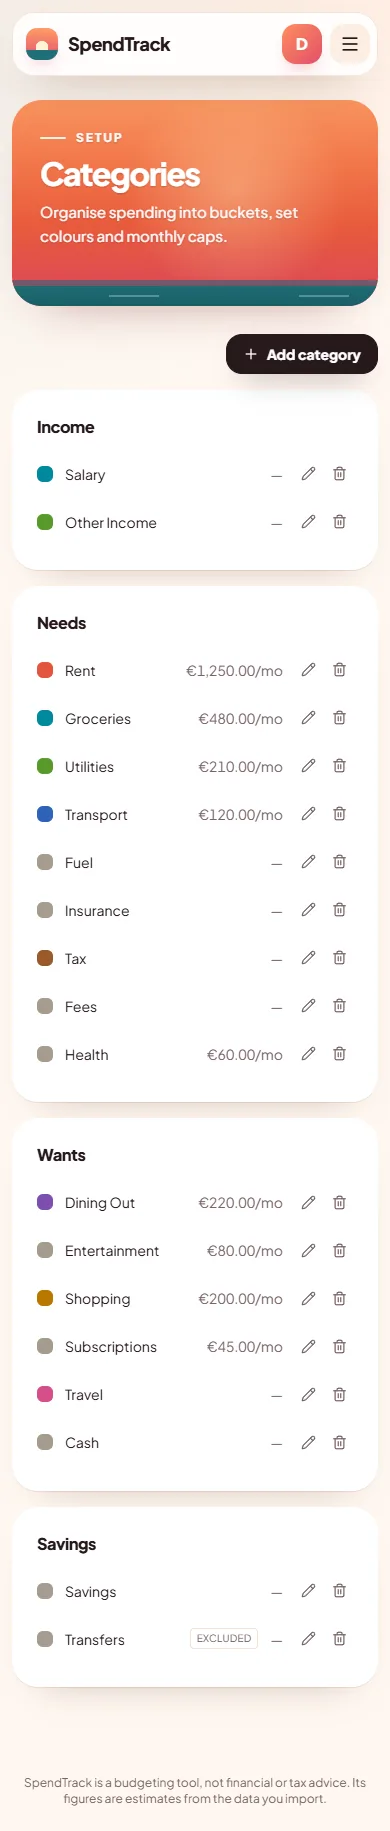 SpendTrack
D
SETUP
Categories
Organise spending into buckets, set
colours and monthly caps.
+ Add category
Income
Salary —
Other Income —
Needs
Rent €1,250.00/mo
Groceries €480.00/mo
Utilities €210.00/mo
Transport €120.00/mo
Fuel —
Insurance —
Tax —
Fees —
Health €60.00/mo
Wants
Dining Out €220.00/mo
Entertainment €80.00/mo
Shopping €200.00/mo
Subscriptions €45.00/mo
Travel —
Cash —
Savings
Savings —
Transfers EXCLUDED —
SpendTrack is a budgeting tool, not financial or tax advice. Its
figures are estimates from the data you import.